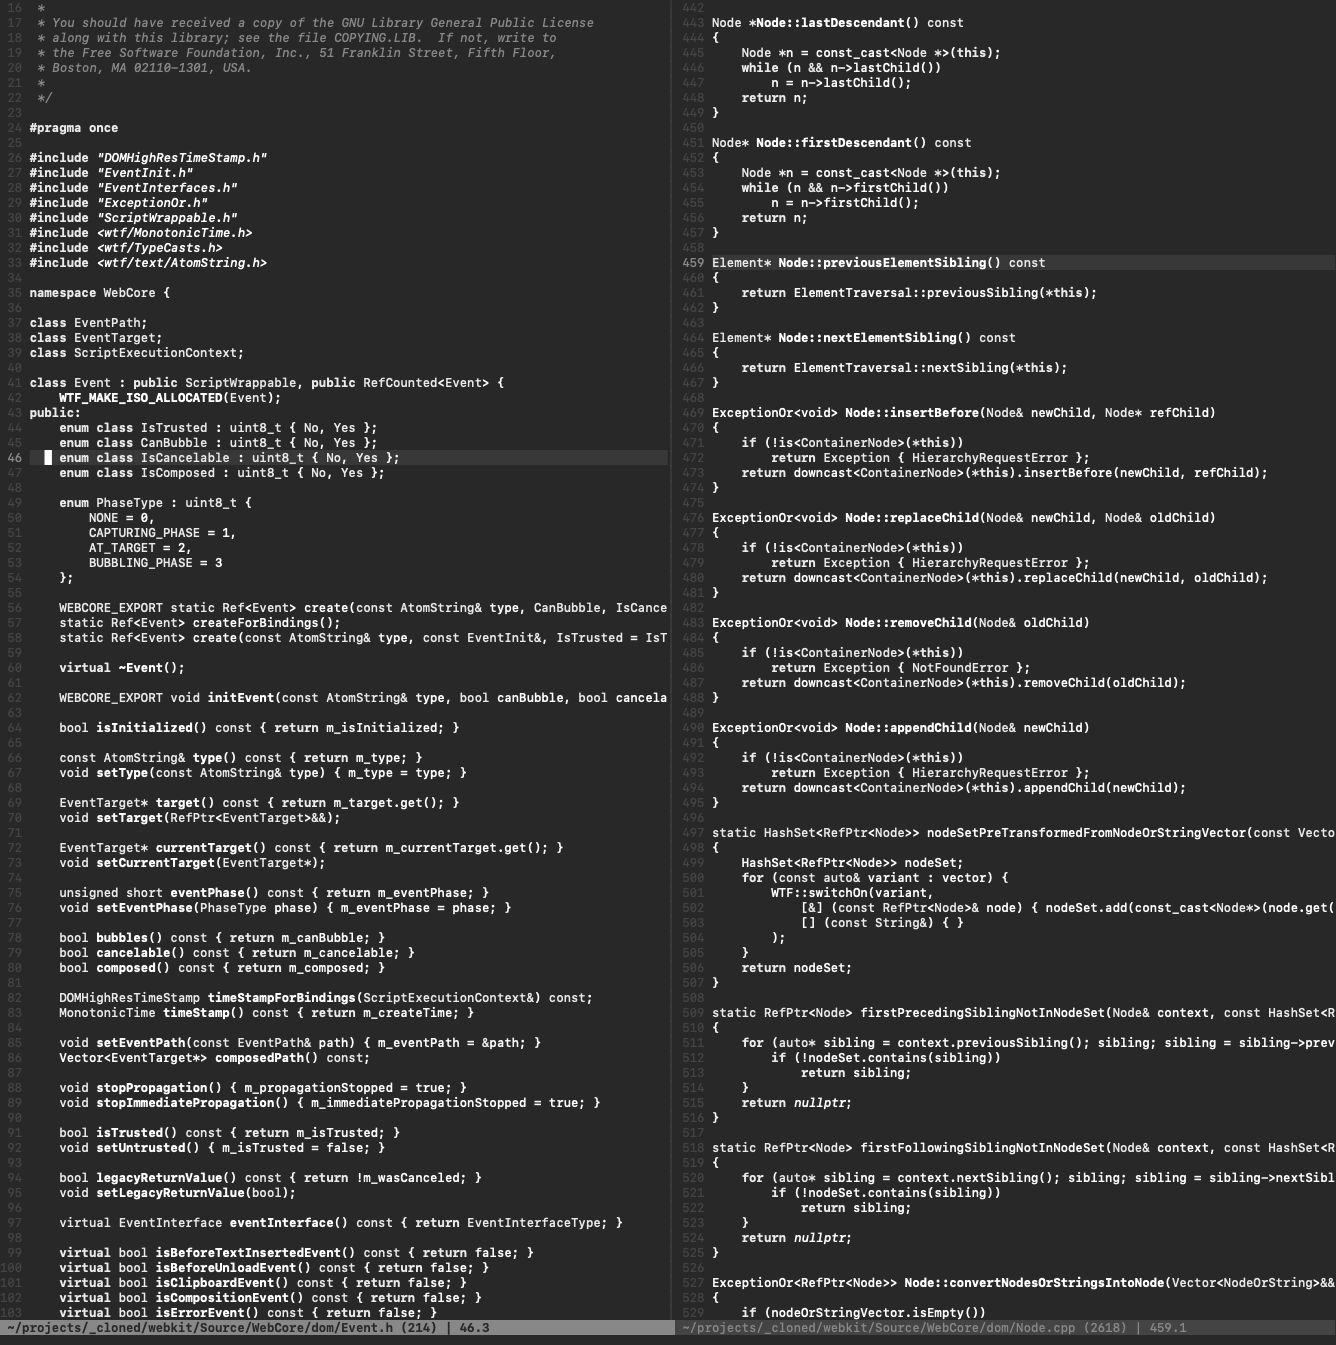 16  *
17  * You should have received a copy of the GNU Library General Public License
18  * along with this library; see the file COPYING.LIB.  If not, write to
19  * the Free Software Foundation, Inc., 51 Franklin Street, Fifth Floor,
20  * Boston, MA 02110-1301, USA.
21  *
22  */
23
24 #pragma once
25
26 #include "DOMHighResTimeStamp.h"
27 #include "EventInit.h"
28 #include "EventInterfaces.h"
29 #include "ExceptionOr.h"
30 #include "ScriptWrappable.h"
31 #include <wtf/MonotonicTime.h>
32 #include <wtf/TypeCasts.h>
33 #include <wtf/text/AtomString.h>
34
35 namespace WebCore {
36
37 class EventPath;
38 class EventTarget;
39 class ScriptExecutionContext;
40
41 class Event : public ScriptWrappable, public RefCounted<Event> {
42     WTF_MAKE_ISO_ALLOCATED(Event);
43 public:
44     enum class IsTrusted : uint8_t { No, Yes };
45     enum class CanBubble : uint8_t { No, Yes };
46     enum class IsCancelable : uint8_t { No, Yes };
47     enum class IsComposed : uint8_t { No, Yes };
48
49     enum PhaseType : uint8_t {
50         NONE = 0,
51         CAPTURING_PHASE = 1,
52         AT_TARGET = 2,
53         BUBBLING_PHASE = 3
54     };
55
56     WEBCORE_EXPORT static Ref<Event> create(const AtomString& type, CanBubble, IsCance
57     static Ref<Event> createForBindings();
58     static Ref<Event> create(const AtomString& type, const EventInit&, IsTrusted = IsT
59
60     virtual ~Event();
61
62     WEBCORE_EXPORT void initEvent(const AtomString& type, bool canBubble, bool cancela
63
64     bool isInitialized() const { return m_isInitialized; }
65
66     const AtomString& type() const { return m_type; }
67     void setType(const AtomString& type) { m_type = type; }
68
69     EventTarget* target() const { return m_target.get(); }
70     void setTarget(RefPtr<EventTarget>&&);
71
72     EventTarget* currentTarget() const { return m_currentTarget.get(); }
73     void setCurrentTarget(EventTarget*);
74
75     unsigned short eventPhase() const { return m_eventPhase; }
76     void setEventPhase(PhaseType phase) { m_eventPhase = phase; }
77
78     bool bubbles() const { return m_canBubble; }
79     bool cancelable() const { return m_cancelable; }
80     bool composed() const { return m_composed; }
81
82     DOMHighResTimeStamp timeStampForBindings(ScriptExecutionContext&) const;
83     MonotonicTime timeStamp() const { return m_createTime; }
84
85     void setEventPath(const EventPath& path) { m_eventPath = &path; }
86     Vector<EventTarget*> composedPath() const;
87
88     void stopPropagation() { m_propagationStopped = true; }
89     void stopImmediatePropagation() { m_immediatePropagationStopped = true; }
90
91     bool isTrusted() const { return m_isTrusted; }
92     void setUntrusted() { m_isTrusted = false; }
93
94     bool legacyReturnValue() const { return !m_wasCanceled; }
95     void setLegacyReturnValue(bool);
96
97     virtual EventInterface eventInterface() const { return EventInterfaceType; }
98
99     virtual bool isBeforeTextInsertedEvent() const { return false; }
100     virtual bool isBeforeUnloadEvent() const { return false; }
101     virtual bool isClipboardEvent() const { return false; }
102     virtual bool isCompositionEvent() const { return false; }
103     virtual bool isErrorEvent() const { return false; }
~/projects/_cloned/webkit/Source/WebCore/dom/Event.h (214) | 46.3
442
443 Node *Node::lastDescendant() const
444 {
445     Node *n = const_cast<Node *>(this);
446     while (n && n->lastChild())
447         n = n->lastChild();
448     return n;
449 }
450
451 Node* Node::firstDescendant() const
452 {
453     Node *n = const_cast<Node *>(this);
454     while (n && n->firstChild())
455         n = n->firstChild();
456     return n;
457 }
458
459 Element* Node::previousElementSibling() const
460 {
461     return ElementTraversal::previousSibling(*this);
462 }
463
464 Element* Node::nextElementSibling() const
465 {
466     return ElementTraversal::nextSibling(*this);
467 }
468
469 ExceptionOr<void> Node::insertBefore(Node& newChild, Node* refChild)
470 {
471     if (!is<ContainerNode>(*this))
472         return Exception { HierarchyRequestError };
473     return downcast<ContainerNode>(*this).insertBefore(newChild, refChild);
474 }
475
476 ExceptionOr<void> Node::replaceChild(Node& newChild, Node& oldChild)
477 {
478     if (!is<ContainerNode>(*this))
479         return Exception { HierarchyRequestError };
480     return downcast<ContainerNode>(*this).replaceChild(newChild, oldChild);
481 }
482
483 ExceptionOr<void> Node::removeChild(Node& oldChild)
484 {
485     if (!is<ContainerNode>(*this))
486         return Exception { NotFoundError };
487     return downcast<ContainerNode>(*this).removeChild(oldChild);
488 }
489
490 ExceptionOr<void> Node::appendChild(Node& newChild)
491 {
492     if (!is<ContainerNode>(*this))
493         return Exception { HierarchyRequestError };
494     return downcast<ContainerNode>(*this).appendChild(newChild);
495 }
496
497 static HashSet<RefPtr<Node>> nodeSetPreTransformedFromNodeOrStringVector(const Vecto
498 {
499     HashSet<RefPtr<Node>> nodeSet;
500     for (const auto& variant : vector) {
501         WTF::switchOn(variant,
502             [&] (const RefPtr<Node>& node) { nodeSet.add(const_cast<Node*>(node.get(
503             [] (const String&) { }
504         );
505     }
506     return nodeSet;
507 }
508
509 static RefPtr<Node> firstPrecedingSiblingNotInNodeSet(Node& context, const HashSet<R
510 {
511     for (auto* sibling = context.previousSibling(); sibling; sibling = sibling->prev
512         if (!nodeSet.contains(sibling))
513             return sibling;
514     }
515     return nullptr;
516 }
517
518 static RefPtr<Node> firstFollowingSiblingNotInNodeSet(Node& context, const HashSet<R
519 {
520     for (auto* sibling = context.nextSibling(); sibling; sibling = sibling->nextSibl
521         if (!nodeSet.contains(sibling))
522             return sibling;
523     }
524     return nullptr;
525 }
526
527 ExceptionOr<RefPtr<Node>> Node::convertNodesOrStringsIntoNode(Vector<NodeOrString>&&
528 {
529     if (nodeOrStringVector.isEmpty())
~/projects/_cloned/webkit/Source/WebCore/dom/Node.cpp (2618) | 459.1